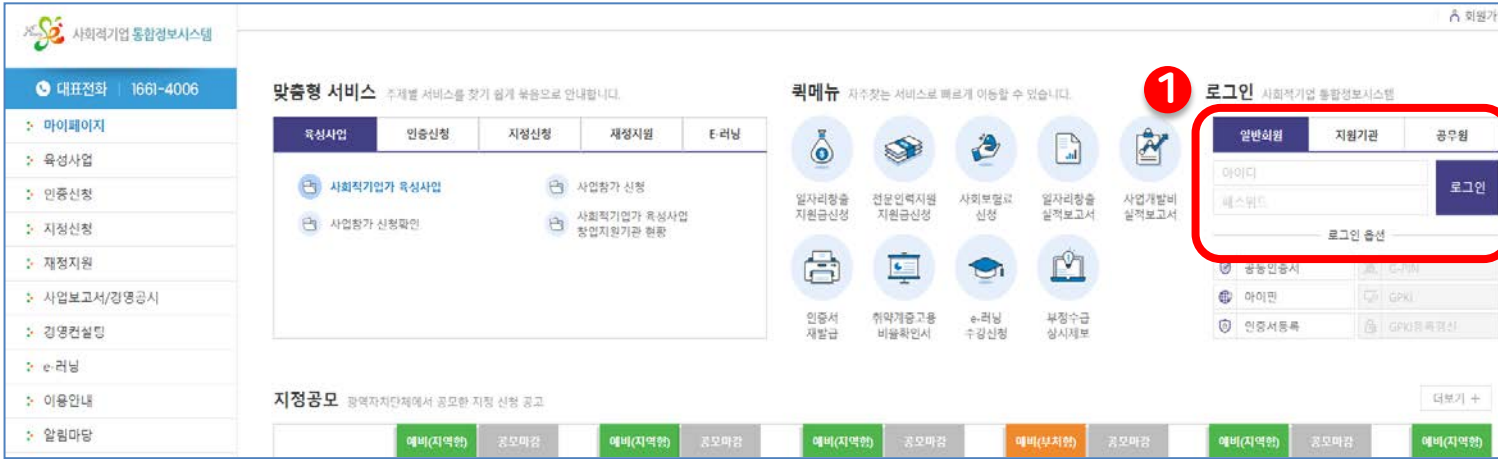 회원가
사회적기업 통합정보시스템
대표전화 1661-4006
마이페이지
육성사업
인증신청
지정신청
재정지원
사업보고서/경영공시
경영컨설팅
e-러닝
이용안내
알림마당
맞춤형 서비스 주제별 서비스를 찾기 쉽게 묶음으로 안내합니다.
육성사업 인증신청 지정신청 재정지원 E-러닝
사회적기업가 육성사업 사업참가 신청
사업참가 신청확인 사회적기업가 육성사업
창업지원기관 현황
퀵메뉴 자주찾는 서비스로 빠르게 이동할 수 있습니다.
일자리창출 전문인력지원 사회보험료 일자리창출 사업개발비
지원금신청 지원금신청 신청 실적보고서 실적보고서
인증서 취약계층고용 e-러닝 부정수급
재발급 비율확인서 수강신청 상시제보
1
로그인 사회적기업 통합정보시스템
일반회원 지원기관 공무원
아이디
패스워드
로그인
로그인 옵션
공동인증서 G-PIN
아이핀 GPKI
인증서등록 GPKI등록갱신
지정공모 광역자치단체에서 공모한 지정 신청 공고
더보기 +
예비(지역형) 공모마감 예비(지역형) 공모마감 예비(지역형) 공모마감 예비(부처형) 공모마감 예비(지역형) 공모마감 예비(지역형)